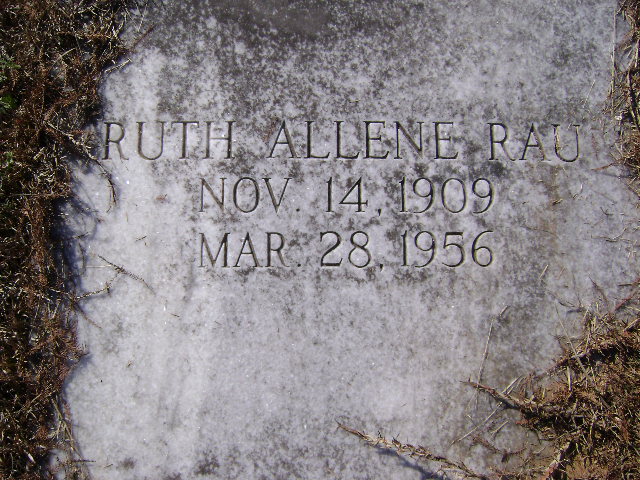 RUTH ALLENE RAU
NOV. 14, 1909
MAR. 28, 1956